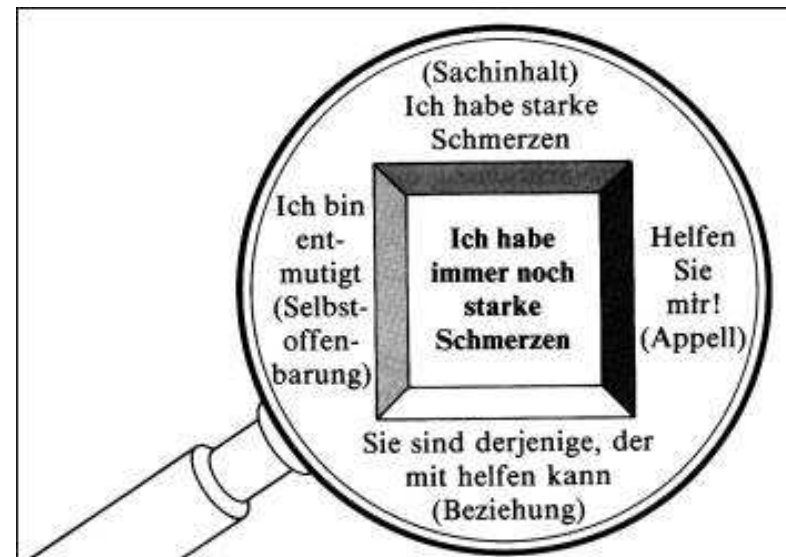 (Sachinhalt)
Ich habe starke
Schmerzen
Ich bin
ent-
mutigt
(Selbst-
offen-
barung)
Ich habe
immer noch
starke
Schmerzen
Helfen
Sie
mir!
(Appell)
Sie sind derjenige, der
mit helfen kann
(Beziehung)